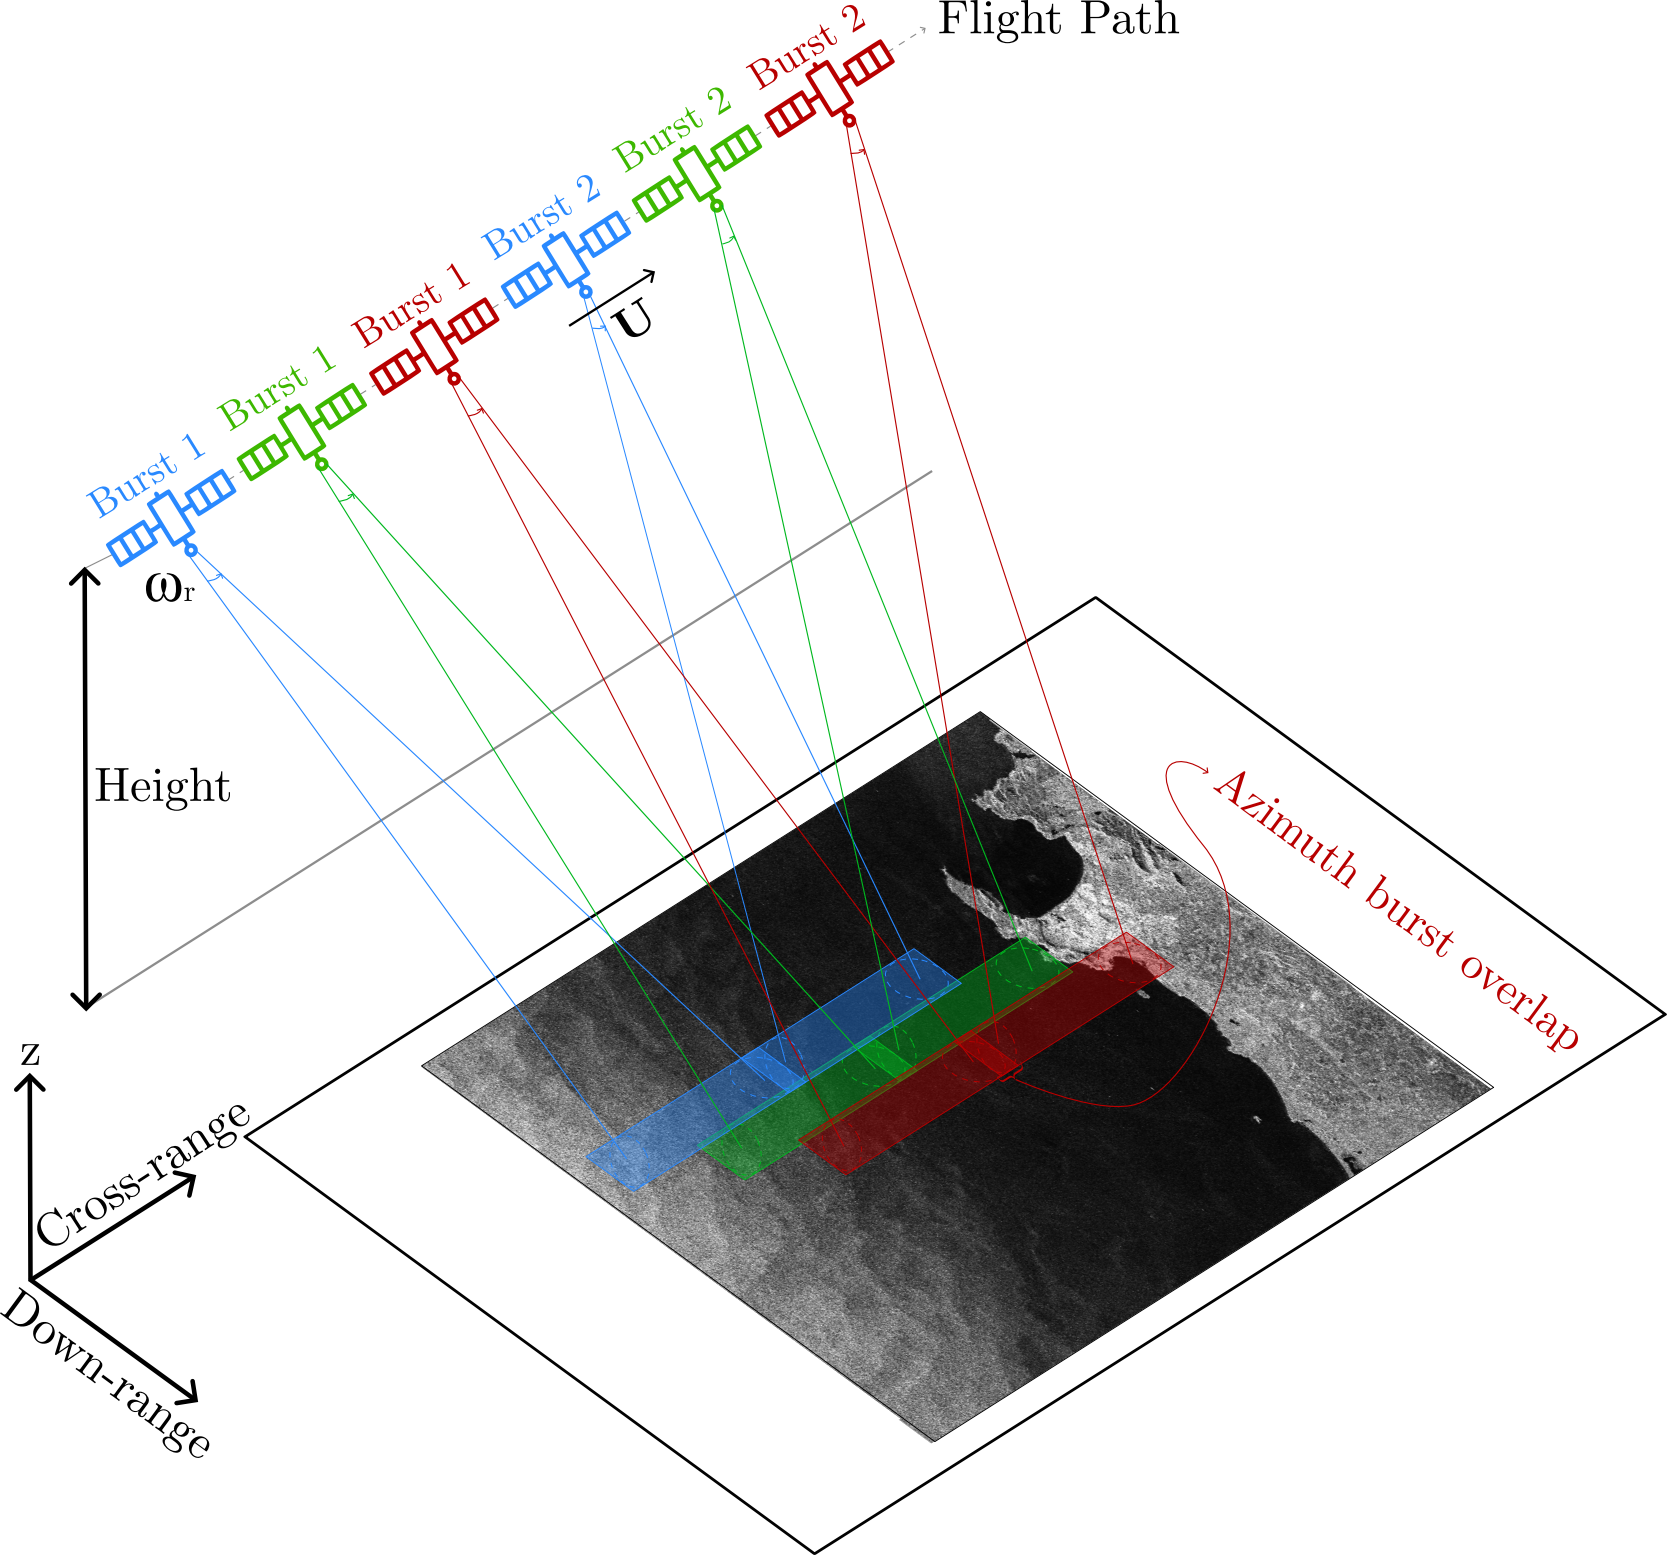 Flight Path
Burst 2
Burst 2
Burst 2
Burst 1
Burst 1
Burst 1
U
ωr
Height
Azimuth burst overlap
z
Cross-range
Down-range